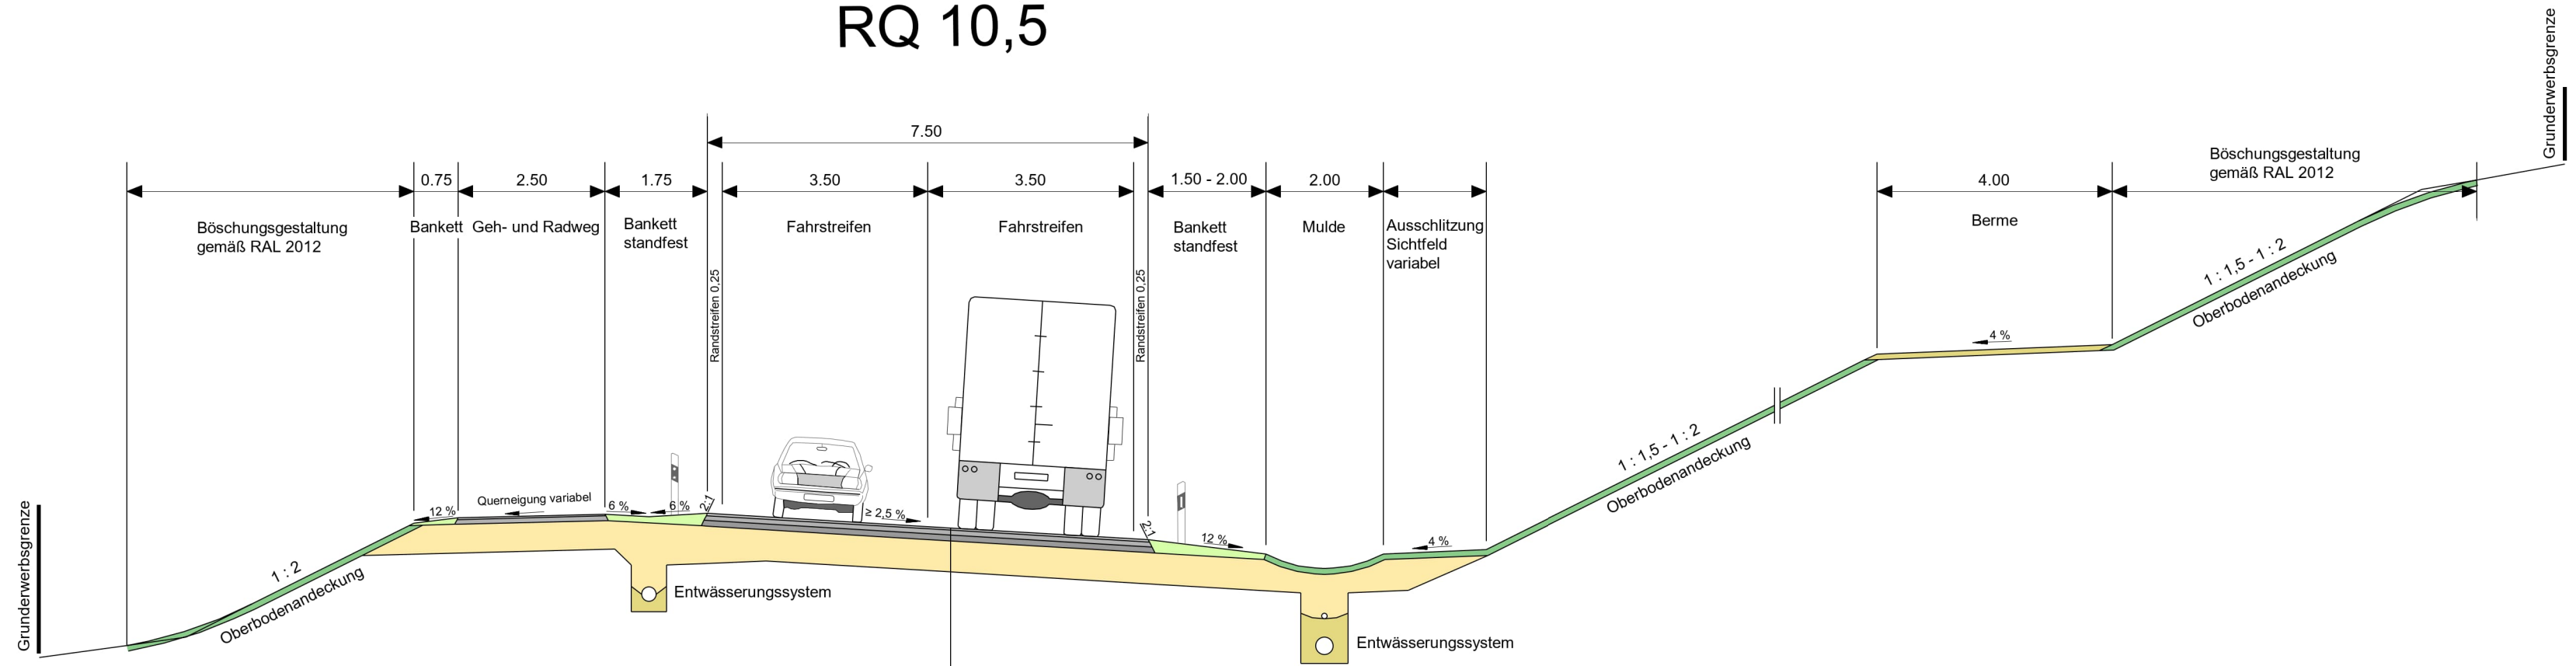 RQ 10,5
Grunderwerbsgrenze
7.50
0.75
2.50
1.75
3.50
3.50
1.50 - 2.00
2.00
4.00
Böschungsgestaltung
gemäß RAL 2012
Böschungsgestaltung
gemäß RAL 2012
Bankett
Geh- und Radweg
Bankett
standfest
Fahrstreifen
Fahrstreifen
Bankett
standfest
Mulde
Ausschlitzung
Sichtfeld
variabel
Berme
Randstreifen 0,25
Randstreifen 0,25
1 : 1,5 - 1 : 2
Oberbodenandeckung
4 %
1 : 1,5 - 1 : 2
Oberbodenandeckung
Grunderwerbsgrenze
12 %
Querneigung variabel
6 %
6 %
2:1
≥ 2,5 %
2:1
12 %
4 %
1 : 2
Oberbodenandeckung
Entwässerungssystem
Entwässerungssystem